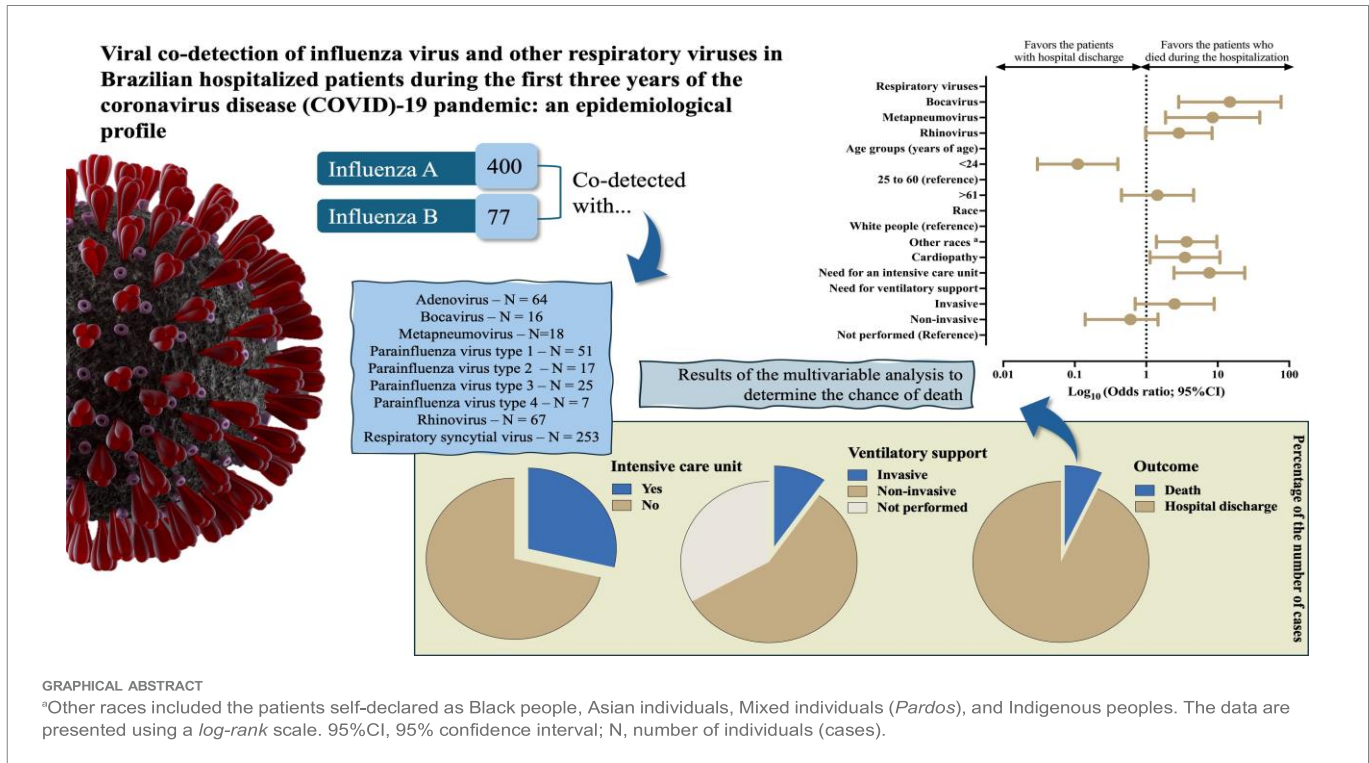 Viral co-detection of influenza virus and other respiratory viruses in
Brazilian hospitalized patients during the first three years of the
coronavirus disease (COVID)-19 pandemic: an epidemiological
profile
Influenza A 400
Influenza B 77
Co-detected
with...
Adenovirus – N = 64
Bocavirus – N = 16
Metapneumovirus – N=18
Parainfluenza virus type 1 – N = 51
Parainfluenza virus type 2 – N = 17
Parainfluenza virus type 3 – N = 25
Parainfluenza virus type 4 – N = 7
Rhinovirus – N = 67
Respiratory syncytial virus – N = 253
Favors the patients
with hospital discharge
Favors the patients who
died during the hospitalization
Respiratory viruses
Bocavirus
Metapneumovirus
Rhinovirus
Age groups (years of age)
<24
25 to 60 (reference)
>61
Race
White people (reference)
Other races a
Cardiopathy
Need for an intensive care unit
Need for ventilatory support
Invasive
Non-invasive
Not performed (Reference)
0.01 0.1 1 10 100
Log10 (Odds ratio; 95%CI)
Results of the multivariable analysis to
determine the chance of death
Intensive care unit
Yes
No
Ventilatory support
Invasive
Non-invasive
Not performed
Outcome
Death
Hospital discharge
Percentage of the number of cases
GRAPHICAL ABSTRACT
aOther races included the patients self-declared as Black people, Asian individuals, Mixed individuals (Pardos), and Indigenous peoples. The data are
presented using a log-rank scale. 95%CI, 95% confidence interval; N, number of individuals (cases).